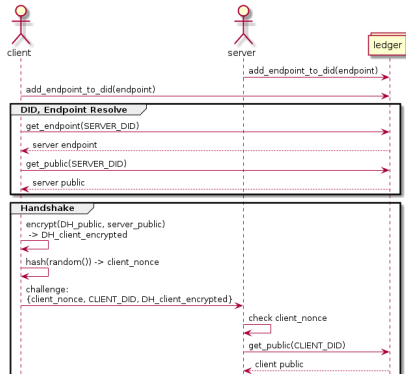 client
server
ledger
add_endpoint_to_did(endpoint)
add_endpoint_to_did(endpoint)
DID, Endpoint Resolve
get_endpoint(SERVER_DID)
server endpoint
get_public(SERVER_DID)
server public
Handshake
encrypt(DH_public, server_public)
-> DH_client_encrypted
hash(random()) -> client_nonce
challenge:
{client_nonce, CLIENT_DID, DH_client_encrypted}
check client_nonce
get_public(CLIENT_DID)
client public